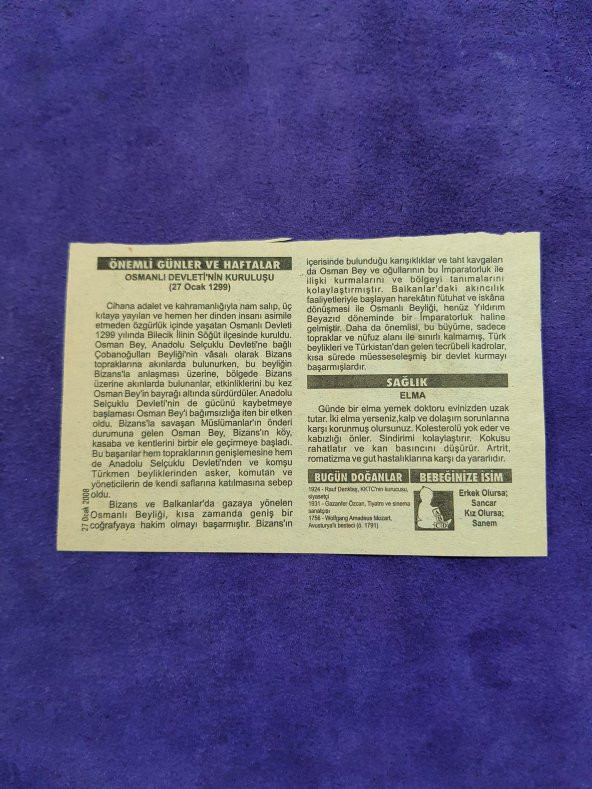 ÖNEMLİ GÜNLER VE HAFTALAR
OSMANLI DEVLETİ'NİN KURULUŞU
(27 Ocak 1299)
Cihana adalet ve kahramanlığıyla nam salıp, üç
kıtaya yayılan ve hemen her dinden insanı asimile
etmeden özgürlük içinde yaşatan Osmanlı Devleti
1299 yılında Bilecik İlinin Söğüt ilçesinde kuruldu.
Osman Bey, Anadolu Selçuklu Devleti'ne bağlı
Çobanoğulları Beyliği'nin vâsalı olarak Bizans
topraklarına akınlarda bulunurken, bu beyliğin
Bizans'la anlaşması üzerine, bölgede Bizans
üzerine akınlarda bulunanlar, etkinliklerini bu kez
Osman Bey'in bayrağı altında sürdürdüler. Anadolu
Selçuklu Devleti'nin de gücünü kaybetmeye
başlaması Osman Bey'i bağımsızlığa iten bir etken
oldu. Bizans'la savaşan Müslümanlar'ın önderi
durumuna gelen Osman Bey, Bizans'ın köy,
kasaba ve kentlerini birbir ele geçirmeye başladı.
Bu başarılar hem topraklarının genişlemesine hem
de Anadolu Selçuklu Devleti'nden ve komşu
Türkmen beyliklerinden asker, komutan ve
yöneticilerin de kendi saflarına katılmasına sebep
oldu.
Bizans ve Balkanlar'da gazaya yönelen
Osmanlı Beyliği, kısa zamanda geniş bir
coğrafyaya hakim olmayı başarmıştır. Bizans'ın
27 Ocak 2008
içerisinde bulunduğu karışıklıklar ve taht kavgaları
da Osman Bey ve oğullarının bu İmparatorluk ile
ilişki kurmalarını ve bölgeyi tanımalarını
kolaylaştırmıştır. Balkanlar'daki akıncılık
faaliyetleriyle başlayan harekâtın fütuhat ve iskâna
dönüşmesi ile Osmanlı Beyliği, henüz Yıldırım
Beyazıd döneminde bir İmparatorluk haline
gelmiştir. Daha da önemlisi, bu büyüme, sadece
topraklar ve nüfuz alanı ile sınırlı kalmamış, Türk
beylikleri ve Türkistan'dan gelen tecrübeli kadrolar,
kısa sürede müesseseleşmiş bir devlet kurmayı
başarmışlardır.
SAĞLIK
ELMA
Günde bir elma yemek doktoru evinizden uzak
tutar. İki elma yerseniz,kalp ve dolaşım sorunlarına
karşı korunmuş olursunuz. Kolesterolü yok eder ve
kabızlığı önler. Sindirimi kolaylaştırır. Kokusu
rahatlatır ve kan basıncını düşürür. Artrit,
romatizma ve gut hastalıklarına karşı da yararlıdır.
BUGÜN DOĞANLAR
1924 - Rauf Denktaş, KKTC'nin kurucusu,
siyasetçi
1931 - Gazanfer Özcan, Tiyatro ve sinema
sanatçısı
1756 - Wolfgang Amadeus Mozart,
Avusturya'lı besteci (ö. 1791)
BEBEĞİNİZE İSİM
Erkek Olursa;
Sancar
Kız Olursa;
Sanem